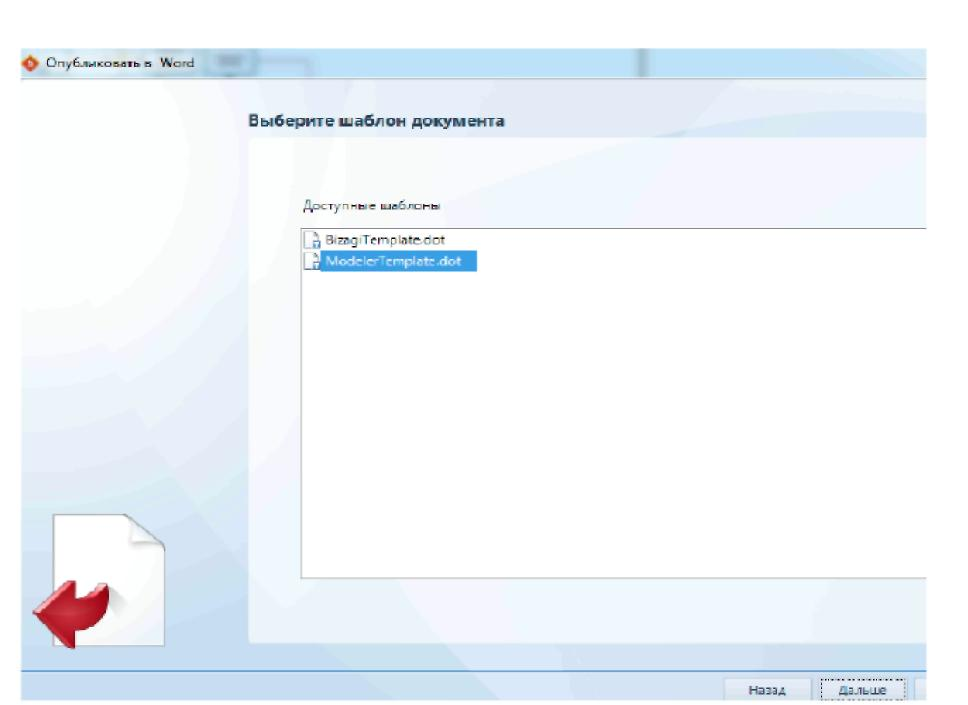 Опубликовать в Word
Выберите шаблон документа
Доступные шаблоны
BizagiTemplate.dot
ModelerTemplate.dot
Назад Дальше